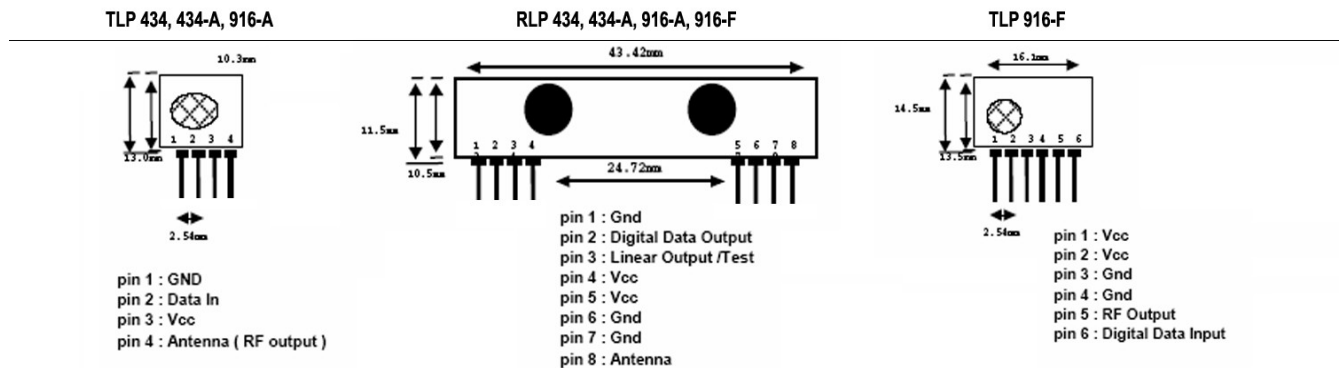 TLP 434, 434-A, 916-A
10.3mm
1 2 3 4
13.0mm
2.54mm
pin 1 : GND
pin 2 : Data In
pin 3 : Vcc
pin 4 : Antenna ( RF output )
RLP 434, 434-A, 916-A, 916-F
43.42mm
11.5mm
1 2 3 4
5 6 7 8
10.5mm
24.72mm
pin 1 : Gnd
pin 2 : Digital Data Output
pin 3 : Linear Output /Test
pin 4 : Vcc
pin 5 : Vcc
pin 6 : Gnd
pin 7 : Gnd
pin 8 : Antenna
TLP 916-F
16.1mm
14.5mm
1 2 3 4 5 6
13.5mm
2.54mm
pin 1 : Vcc
pin 2 : Vcc
pin 3 : Gnd
pin 4 : Gnd
pin 5 : RF Output
pin 6 : Digital Data Input